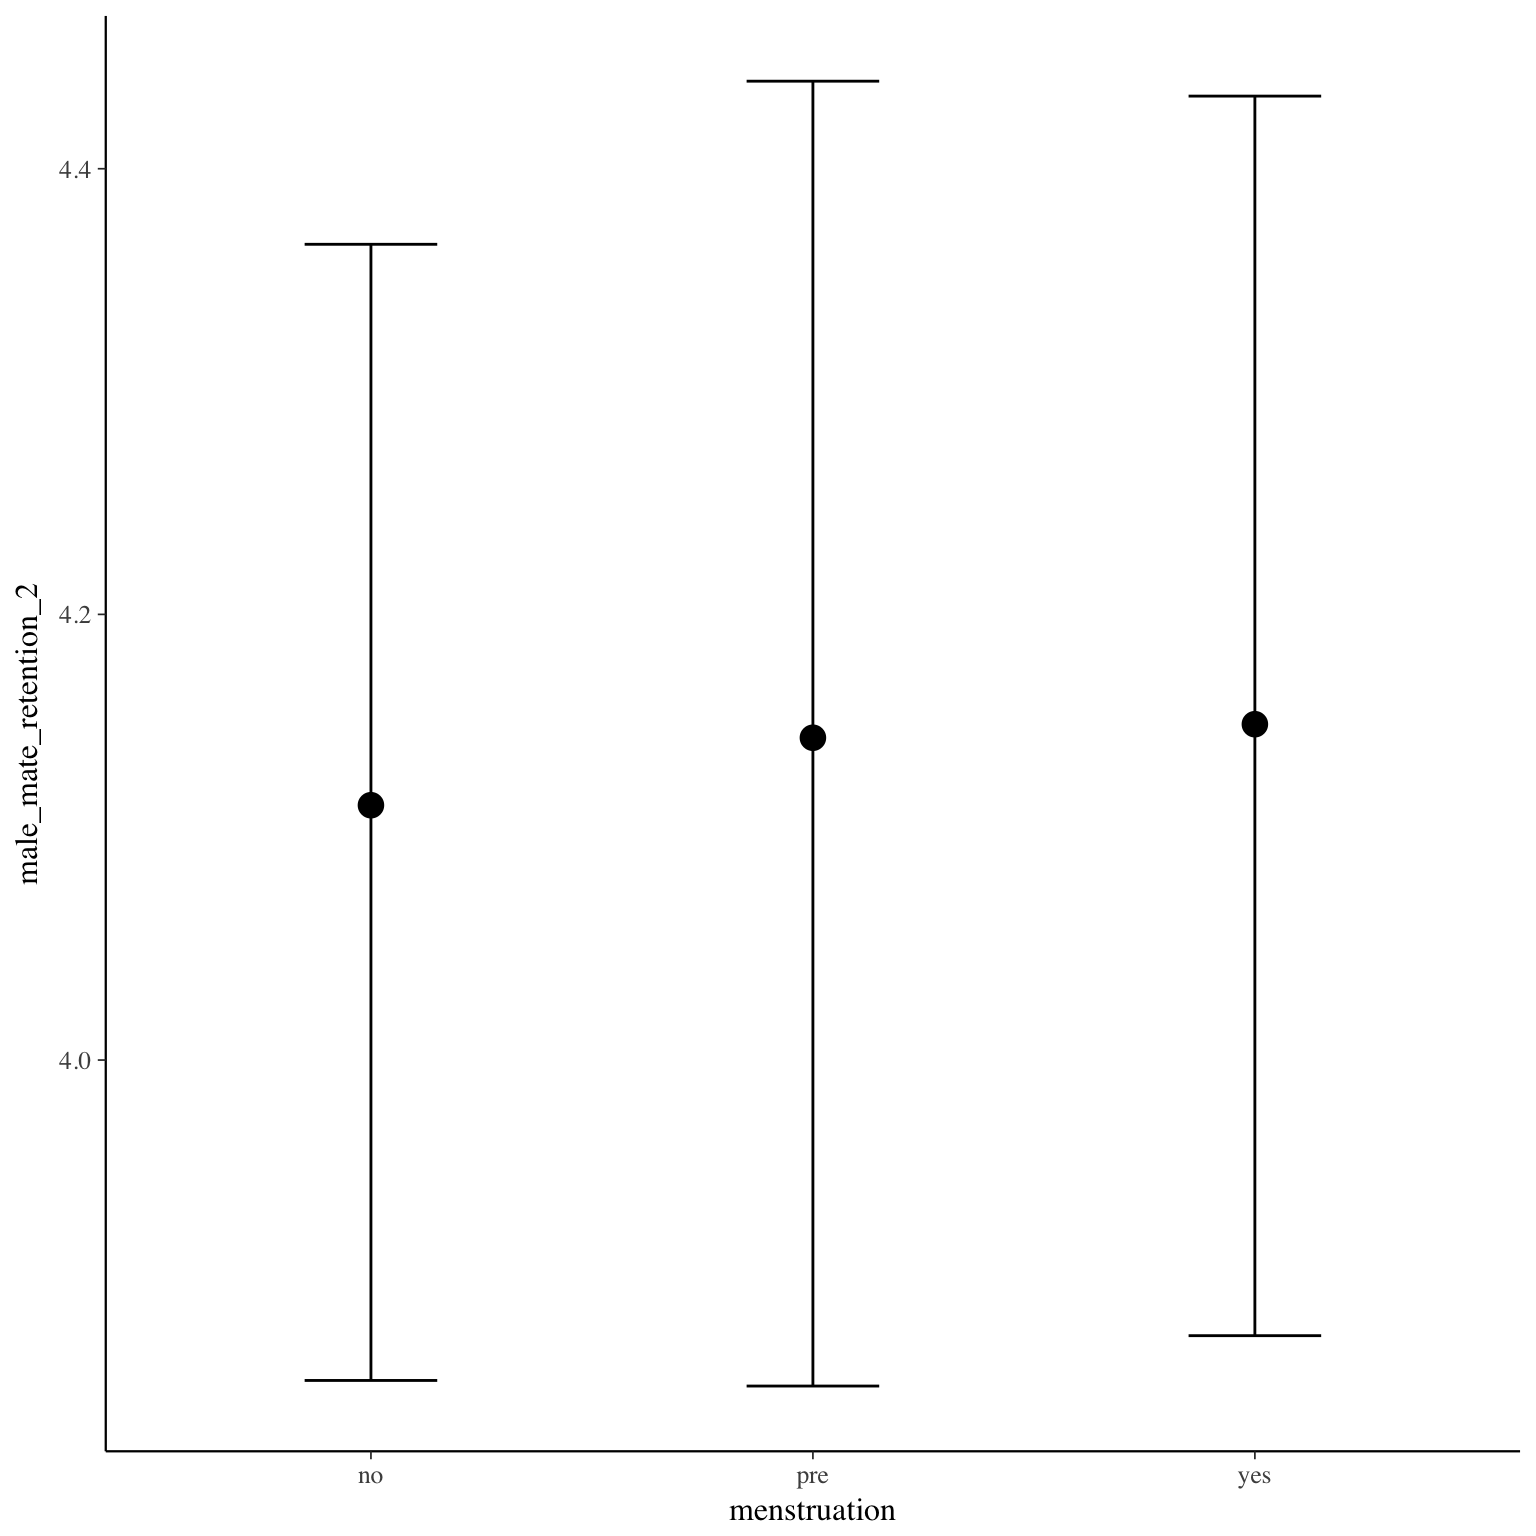 male_mate_retention_2
4.4
4.2
4.0
no
pre
yes
menstruation